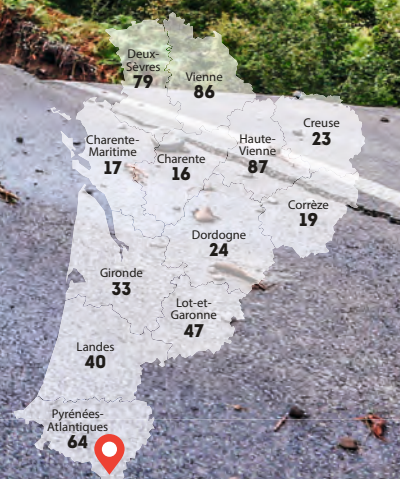 Deux-
Sèvres
79
Vienne
86
Creuse
23
Charente-
Maritime
17
Charente
16
Haute-
Vienne
87
Corrèze
19
Dordogne
24
Gironde
33
Lot-et-
Garonne
47
Landes
40
Pyrénées-
Atlantiques
64